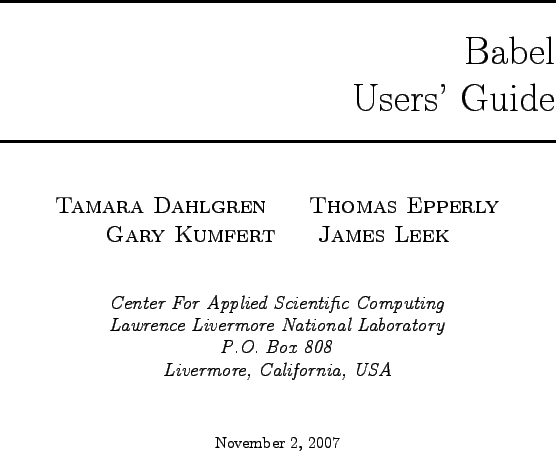 Babel
Users' Guide
Tamara Dahlgren Thomas Epperly
Gary Kumfert James Leek
Center For Applied Scientific Computing
Lawrence Livermore National Laboratory
P.O. Box 808
Livermore, California, USA
November 2, 2007